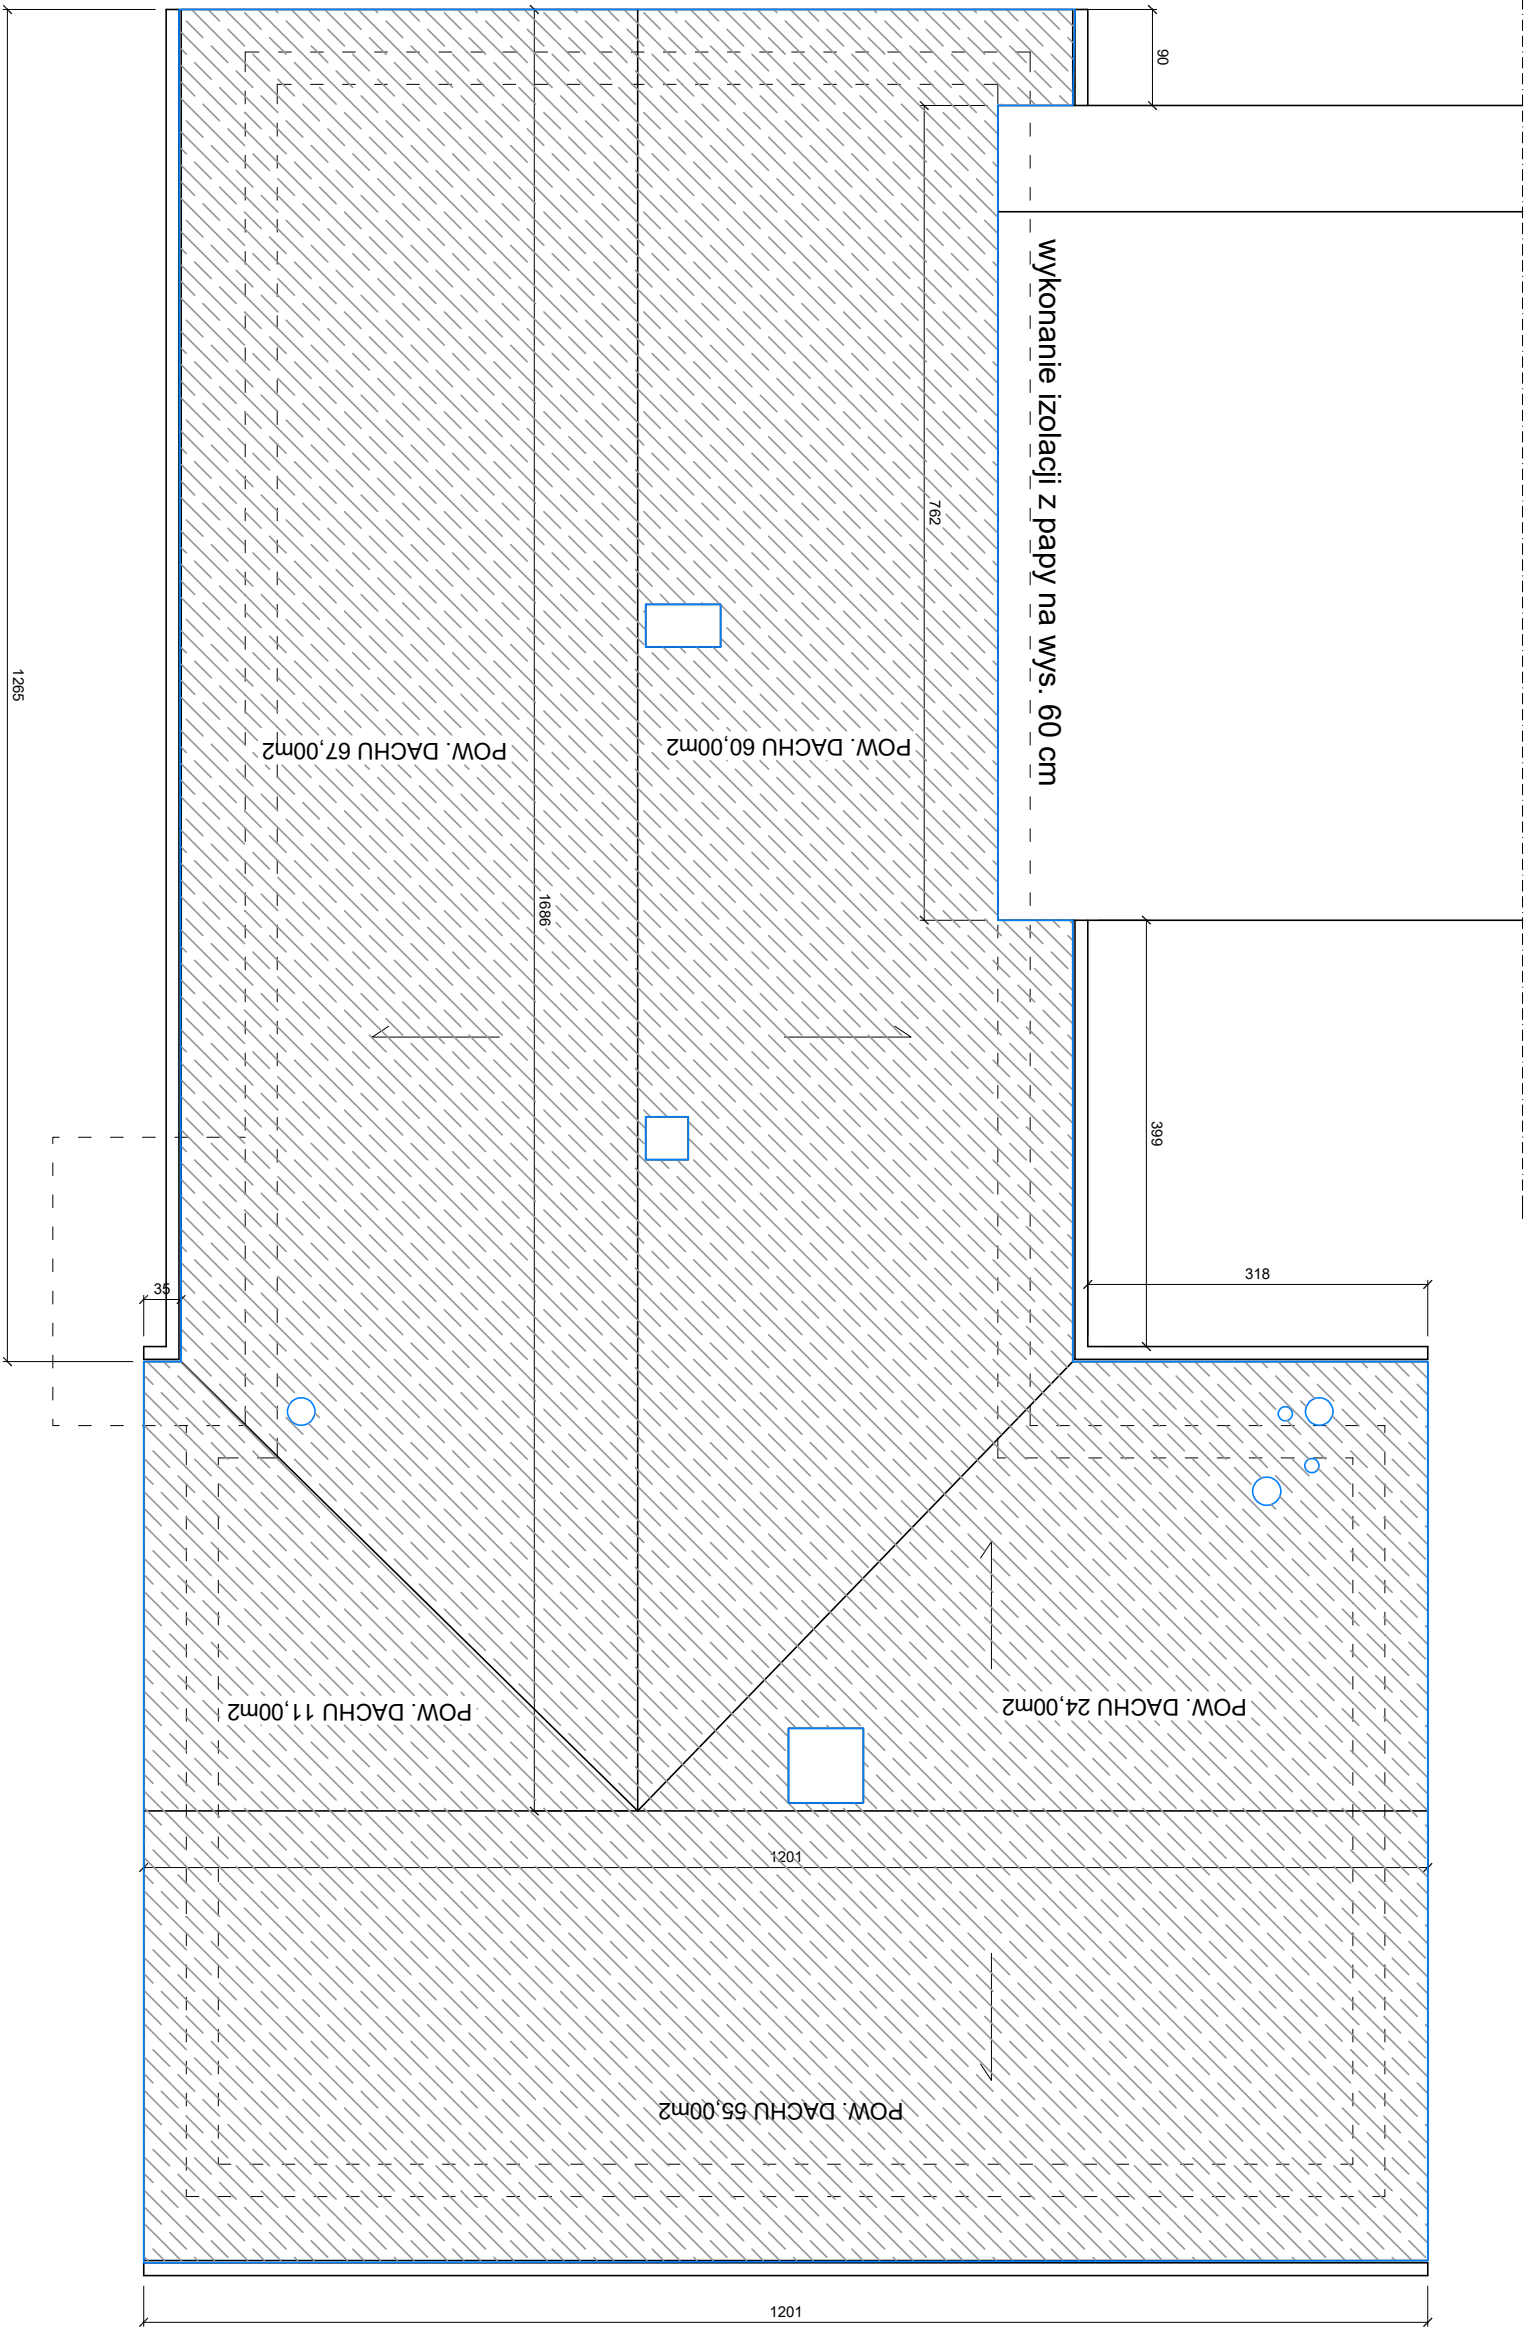 90
wykonanie izolacji z papy na wys. 60 cm
762
1265
POW. DACHU 67,00m2
POW. DACHU 60,00m2
1686
399
318
35
POW. DACHU 11,00m2
POW. DACHU 24,00m2
1201
POW. DACHU 55,00m2
1201